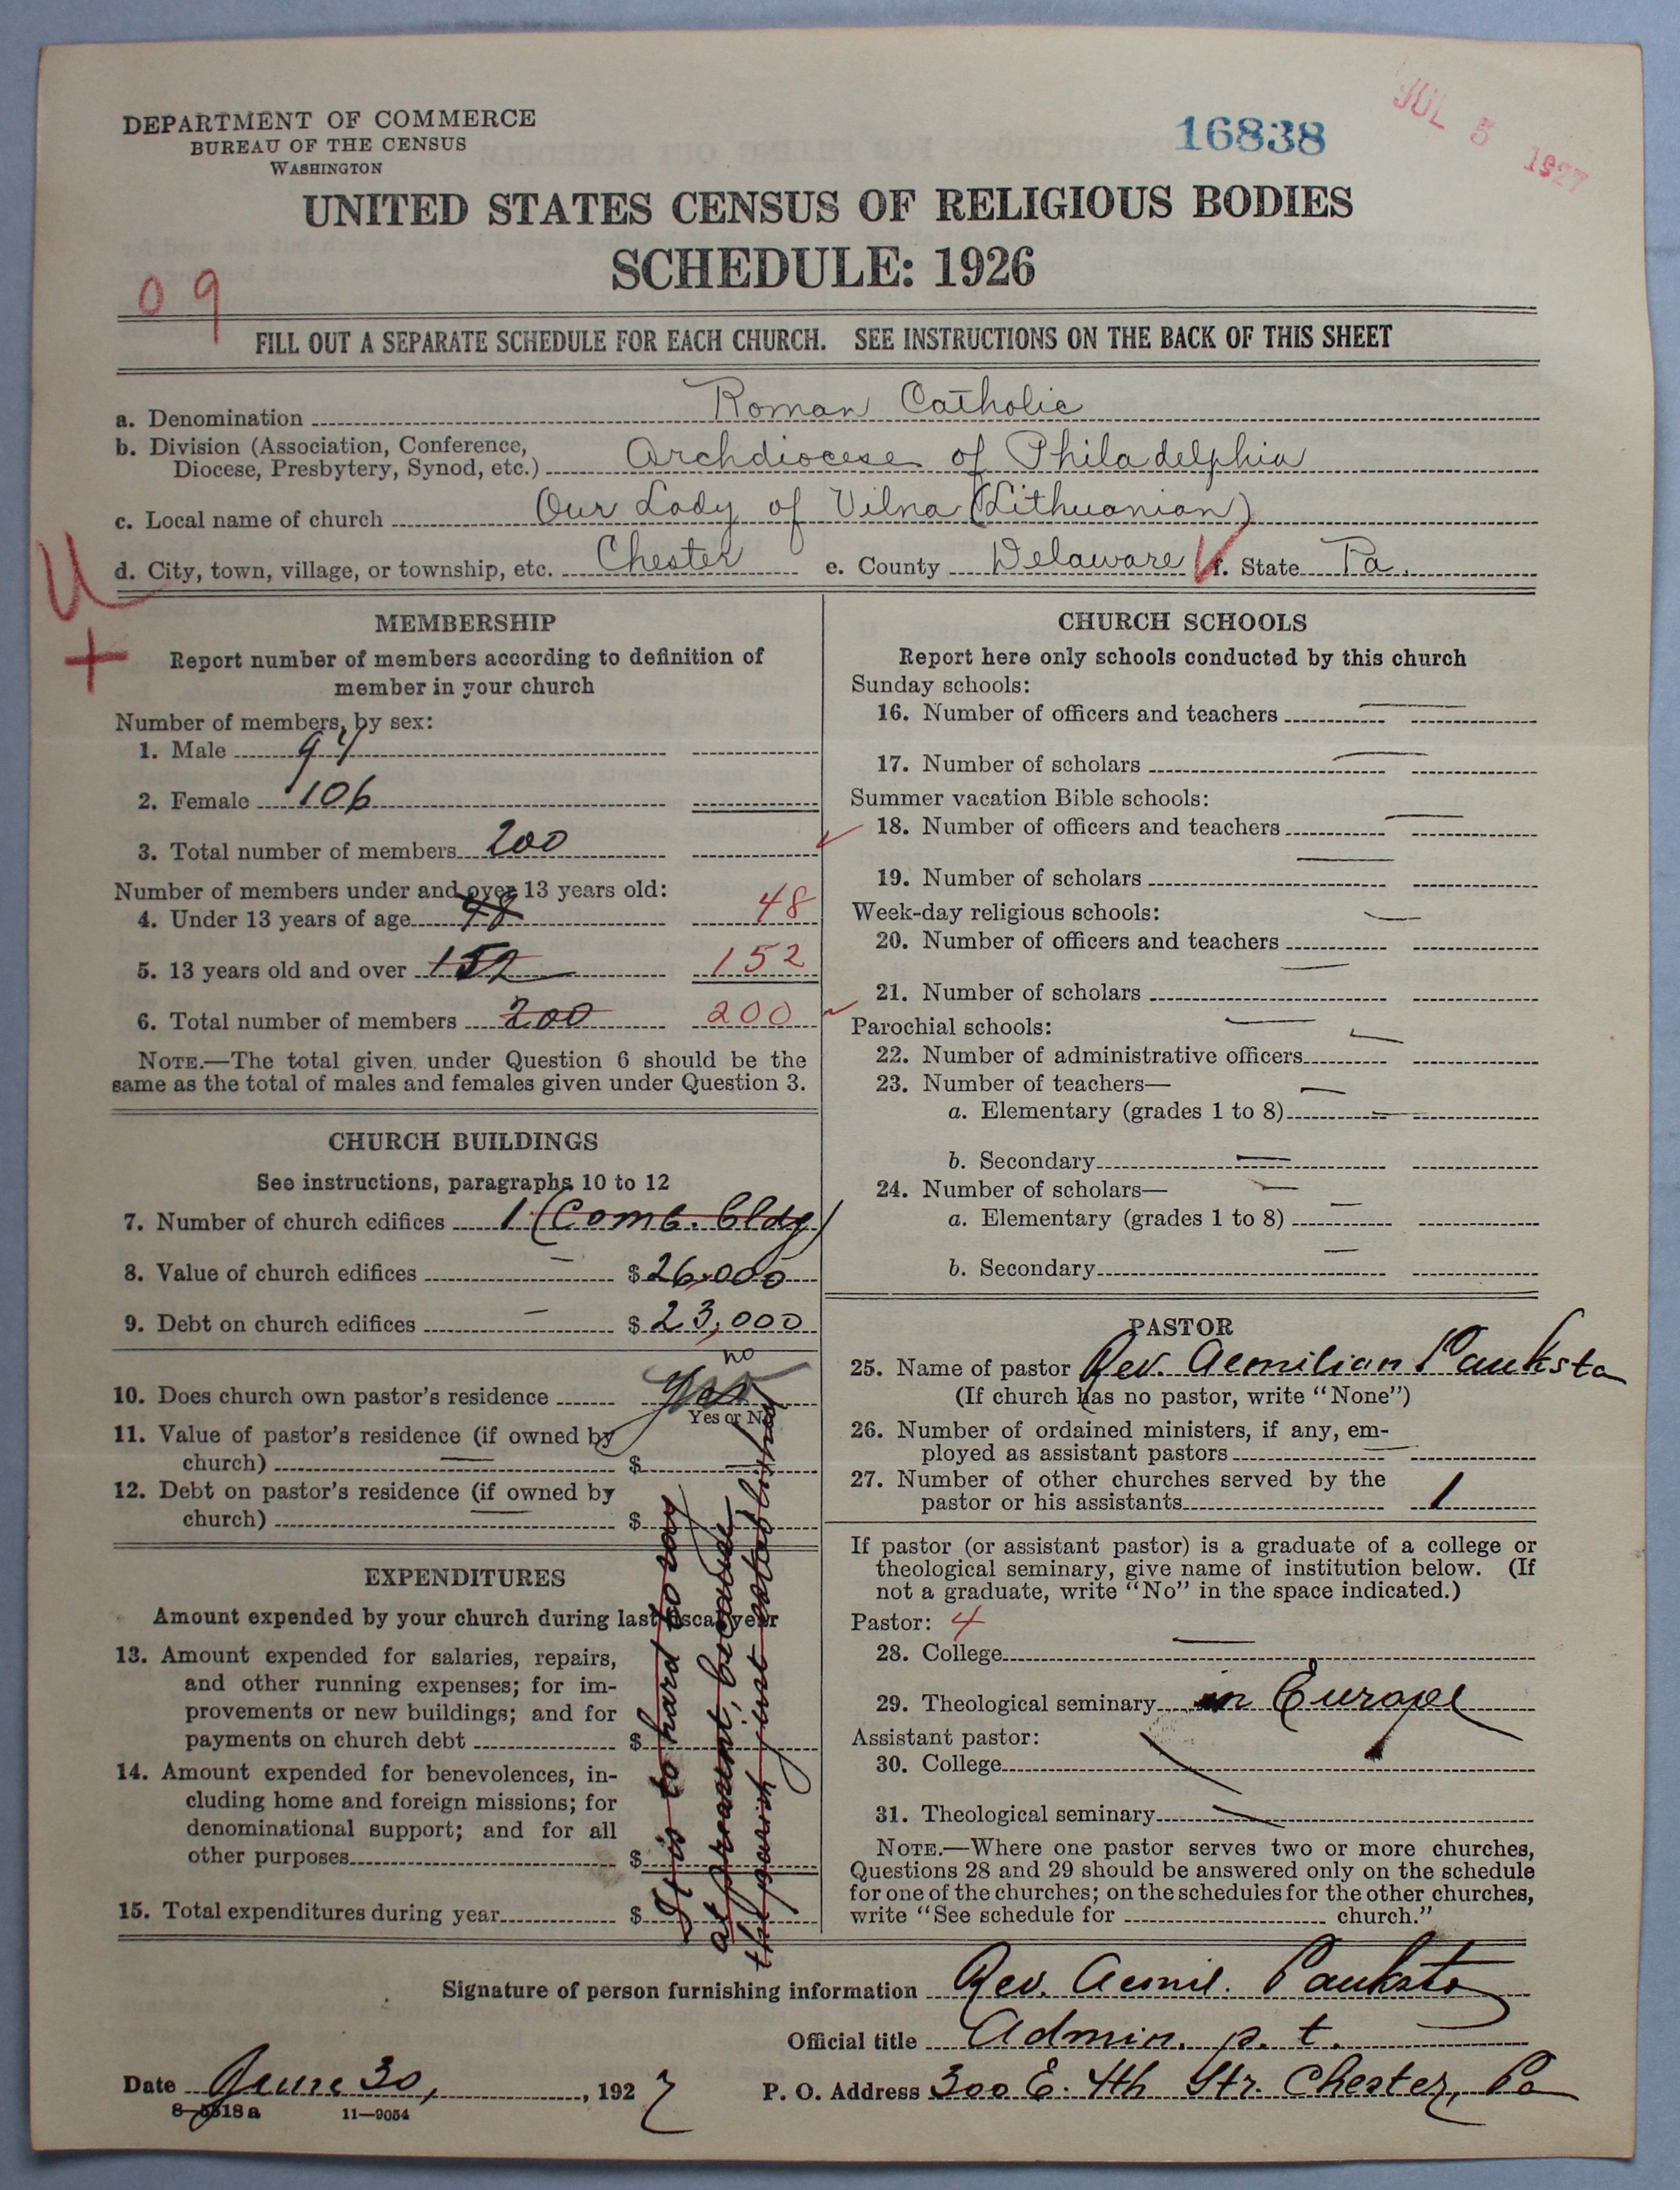 DEPARTMENT OF COMMERCE
BUREAU OF THE CENSUS
WASHINGTON
16838
JUL 5 1927
UNITED STATES CENSUS OF RELIGIOUS BODIES
SCHEDULE: 1926
09
FILL OUT A SEPARATE SCHEDULE FOR EACH CHURCH. SEE INSTRUCTIONS ON THE BACK OF THIS SHEET
a. Denomination Roman Catholic
b. Division (Association, Conference,
Diocese, Presbytery, Synod, etc.) Archdiocese of Philadelphia
c. Local name of church Our Lady of Vilna (Lithuanian)
d. City, town, village, or township, etc. Chester e. County Delaware f. State Pa.
U
+
MEMBERSHIP
Report number of members according to definition of
member in your church
Number of members, by sex:
1. Male 94
2. Female 106
3. Total number of members 200
Number of members under and over 13 years old:
4. Under 13 years of age 48 48
5. 13 years old and over 152 152
6. Total number of members 200 200
NOTE.—The total given under Question 6 should be the
same as the total of males and females given under Question 3.
CHURCH BUILDINGS
See instructions, paragraphs 10 to 12
7. Number of church edifices 1 (Comb. bldg)
8. Value of church edifices — $ 26,000
9. Debt on church edifices — $ 23,000
no
10. Does church own pastor's residence Yes
Yes or No
11. Value of pastor's residence (if owned by
church) — $ —
12. Debt on pastor's residence (if owned by
church) — $
EXPENDITURES
Amount expended by your church during last fiscal year
13. Amount expended for salaries, repairs,
and other running expenses; for im-
provements or new buildings; and for
payments on church debt $
14. Amount expended for benevolences, in-
cluding home and foreign missions; for
denominational support; and for all
other purposes $
15. Total expenditures during year $
It is to hard to say
at present, because
the parish just established
CHURCH SCHOOLS
Report here only schools conducted by this church
Sunday schools:
16. Number of officers and teachers —
17. Number of scholars —
Summer vacation Bible schools:
18. Number of officers and teachers —
19. Number of scholars —
Week-day religious schools:
20. Number of officers and teachers —
21. Number of scholars —
Parochial schools:
22. Number of administrative officers —
23. Number of teachers—
a. Elementary (grades 1 to 8) —
b. Secondary —
24. Number of scholars—
a. Elementary (grades 1 to 8) —
b. Secondary —
PASTOR
25. Name of pastor Rev. Aemilian Pauksta
(If church has no pastor, write "None")
26. Number of ordained ministers, if any, em-
ployed as assistant pastors —
27. Number of other churches served by the
pastor or his assistants 1
If pastor (or assistant pastor) is a graduate of a college or
theological seminary, give name of institution below. (If
not a graduate, write "No" in the space indicated.)
Pastor: 4
28. College —
29. Theological seminary in Europe
Assistant pastor:
30. College
31. Theological seminary
NOTE.—Where one pastor serves two or more churches,
Questions 28 and 29 should be answered only on the schedule
for one of the churches; on the schedules for the other churches,
write "See schedule for church."
Signature of person furnishing information Rev. Aemil. Pauksta
Official title Admin. p. t.
Date June 30, 1927 P. O. Address 300 E. 4th Str. Chester, Pa
8—5518a 11—9054